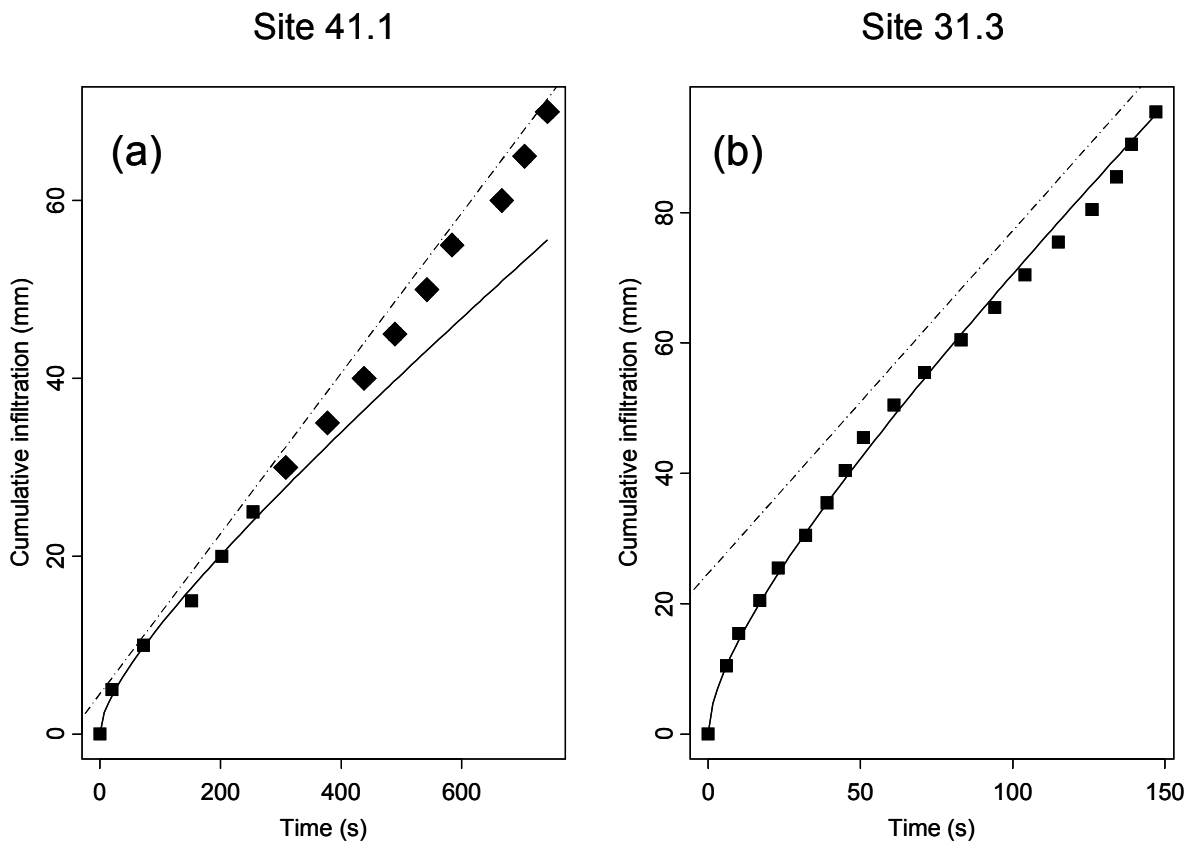 Site 41.1
Site 31.3
(a)
Cumulative infiltration (mm)
60
40
20
0
0 200 400 600
Time (s)
(b)
Cumulative infiltration (mm)
80
60
40
20
0
0 50 100 150
Time (s)